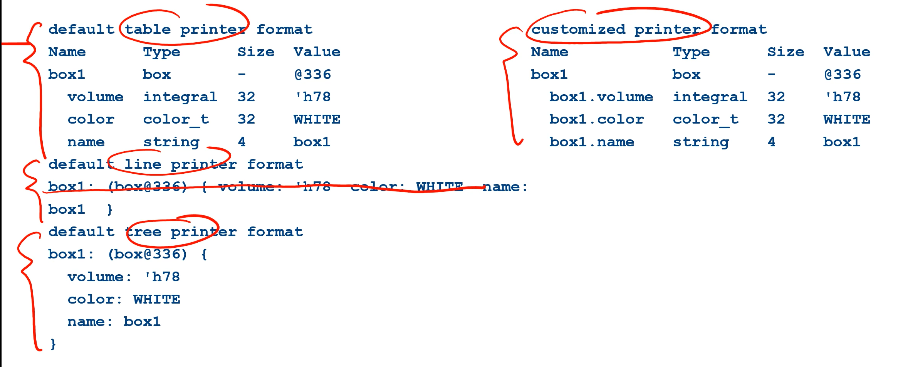 default table printer format
Name      Type      Size  Value
box1      box       -     @336
  volume  integral  32    'h78
  color   color_t   32    WHITE
  name    string    4     box1
default line printer format
box1: (box@336) { volume: 'h78  color: WHITE  name:
box1  }
default tree printer format
box1: (box@336) {
  volume: 'h78
  color: WHITE
  name: box1
}
customized printer format
Name           Type      Size  Value
box1           box       -     @336
  box1.volume  integral  32    'h78
  box1.color   color_t   32    WHITE
  box1.name    string    4     box1